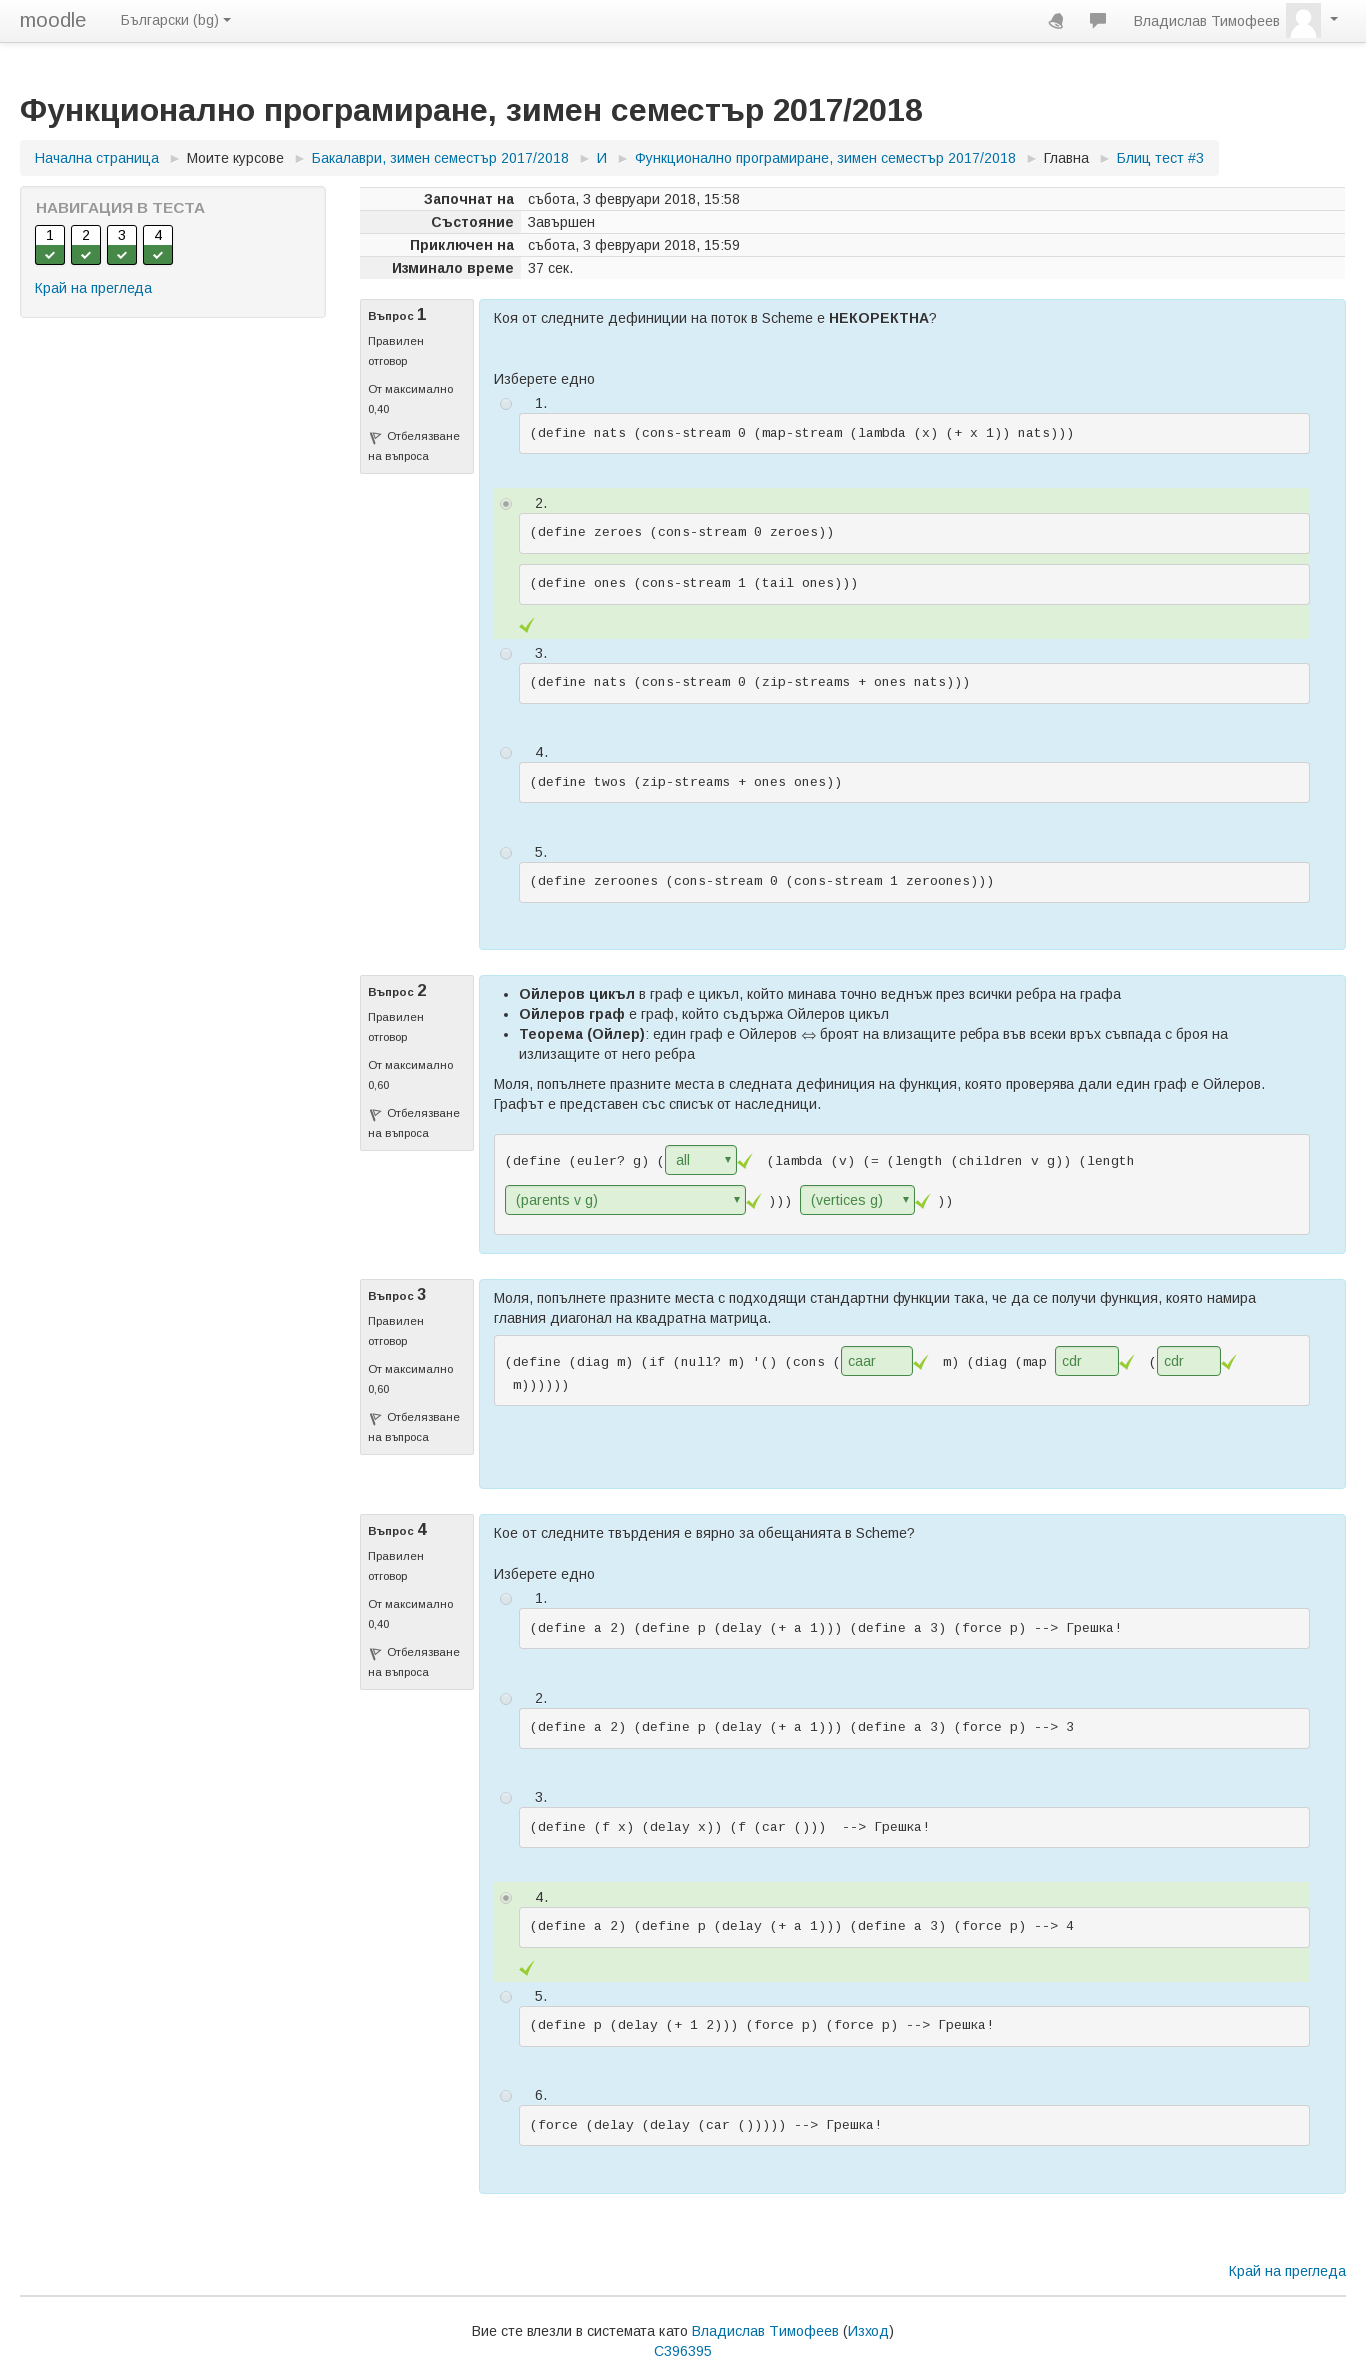 moodle Български (bg) Владислав Тимофеев
Функционално програмиране, зимен семестър 2017/2018
Начална страница ► Моите курсове ► Бакалаври, зимен семестър 2017/2018 ► И ► Функционално програмиране, зимен семестър 2017/2018 ► Главна ► Блиц тест #3
НАВИГАЦИЯ В ТЕСТА
1 2 3 4
Край на прегледа
Започнат на събота, 3 февруари 2018, 15:58
Състояние Завършен
Приключен на събота, 3 февруари 2018, 15:59
Изминало време 37 сек.
Въпрос 1
Правилен
отговор
От максимално
0,40
Отбелязване
на въпроса
Коя от следните дефиниции на поток в Scheme е НЕКОРЕКТНА?
Изберете едно
1.
(define nats (cons-stream 0 (map-stream (lambda (x) (+ x 1)) nats)))
2.
(define zeroes (cons-stream 0 zeroes))
(define ones (cons-stream 1 (tail ones)))
3.
(define nats (cons-stream 0 (zip-streams + ones nats)))
4.
(define twos (zip-streams + ones ones))
5.
(define zeroones (cons-stream 0 (cons-stream 1 zeroones)))
Въпрос 2
Правилен
отговор
От максимално
0,60
Отбелязване
на въпроса
• Ойлеров цикъл в граф е цикъл, който минава точно веднъж през всички ребра на графа
• Ойлеров граф е граф, който съдържа Ойлеров цикъл
• Теорема (Ойлер): един граф е Ойлеров ⇔ броят на влизащите ребра във всеки връх съвпада с броя на
излизащите от него ребра
Моля, попълнете празните места в следната дефиниция на функция, която проверява дали един граф е Ойлеров.
Графът е представен със списък от наследници.
(define (euler? g) ( all (lambda (v) (= (length (children v g)) (length
(parents v g) ))) (vertices g) ))
Въпрос 3
Правилен
отговор
От максимално
0,60
Отбелязване
на въпроса
Моля, попълнете празните места с подходящи стандартни функции така, че да се получи функция, която намира
главния диагонал на квадратна матрица.
(define (diag m) (if (null? m) '() (cons ( caar m) (diag (map cdr ( cdr
m))))))
Въпрос 4
Правилен
отговор
От максимално
0,40
Отбелязване
на въпроса
Кое от следните твърдения е вярно за обещанията в Scheme?
Изберете едно
1.
(define a 2) (define p (delay (+ a 1))) (define a 3) (force p) --> Грешка!
2.
(define a 2) (define p (delay (+ a 1))) (define a 3) (force p) --> 3
3.
(define (f x) (delay x)) (f (car ()))  --> Грешка!
4.
(define a 2) (define p (delay (+ a 1))) (define a 3) (force p) --> 4
5.
(define p (delay (+ 1 2))) (force p) (force p) --> Грешка!
6.
(force (delay (delay (car ())))) --> Грешка!
Край на прегледа
Вие сте влезли в системата като Владислав Тимофеев (Изход)
C396395